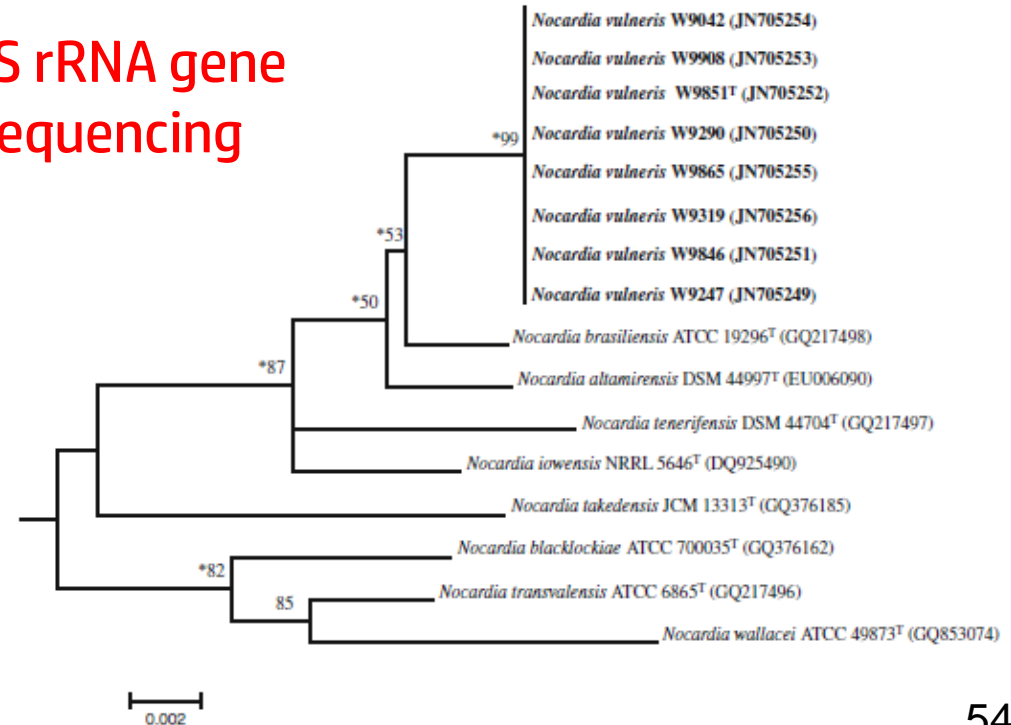 S rRNA gene
equencing
Nocardia vulneris W9042 (JN705254)
Nocardia vulneris W9908 (JN705253)
Nocardia vulneris W9851ᵀ (JN705252)
*99
Nocardia vulneris W9290 (JN705250)
Nocardia vulneris W9865 (JN705255)
Nocardia vulneris W9319 (JN705256)
*53
Nocardia vulneris W9846 (JN705251)
Nocardia vulneris W9247 (JN705249)
*50
Nocardia brasiliensis ATCC 19296ᵀ (GQ217498)
*87
Nocardia altamirensis DSM 44997ᵀ (EU006090)
Nocardia tenerifensis DSM 44704ᵀ (GQ217497)
Nocardia iowensis NRRL 5646ᵀ (DQ925490)
Nocardia takedensis JCM 13313ᵀ (GQ376185)
Nocardia blacklockiae ATCC 700035ᵀ (GQ376162)
*82
Nocardia transvalensis ATCC 6865ᵀ (GQ217496)
85
Nocardia wallacei ATCC 49873ᵀ (GQ853074)
0.002
54